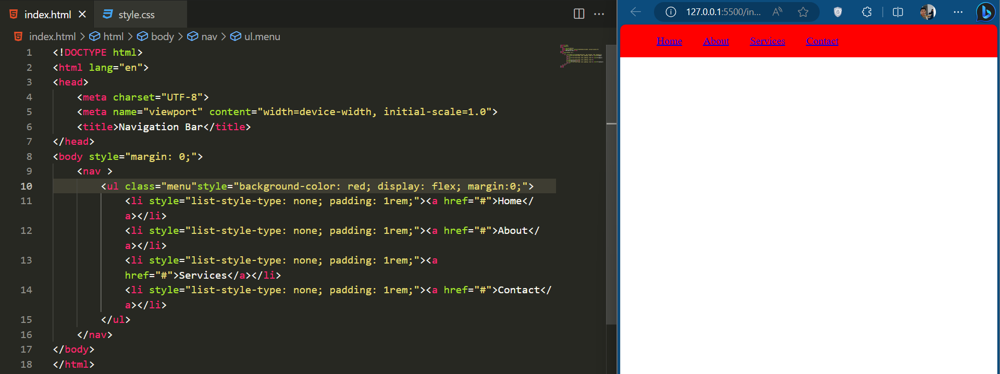 index.html × style.css
index.html > html > body > nav > ul.menu
1 <!DOCTYPE html>
2 <html lang="en">
3 <head>
4 <meta charset="UTF-8">
5 <meta name="viewport" content="width=device-width, initial-scale=1.0">
6 <title>Navigation Bar</title>
7 </head>
8 <body style="margin: 0;">
9 <nav >
10 <ul class="menu"style="background-color: red; display: flex; margin:0;">
11 <li style="list-style-type: none; padding: 1rem;"><a href="#">Home</
a></li>
12 <li style="list-style-type: none; padding: 1rem;"><a href="#">About</
a></li>
13 <li style="list-style-type: none; padding: 1rem;"><a
href="#">Services</a></li>
14 <li style="list-style-type: none; padding: 1rem;"><a href="#">Contact</
a></li>
15 </ul>
16 </nav>
17 </body>
18 </html>
127.0.0.1:5500/in...
Home About Services Contact